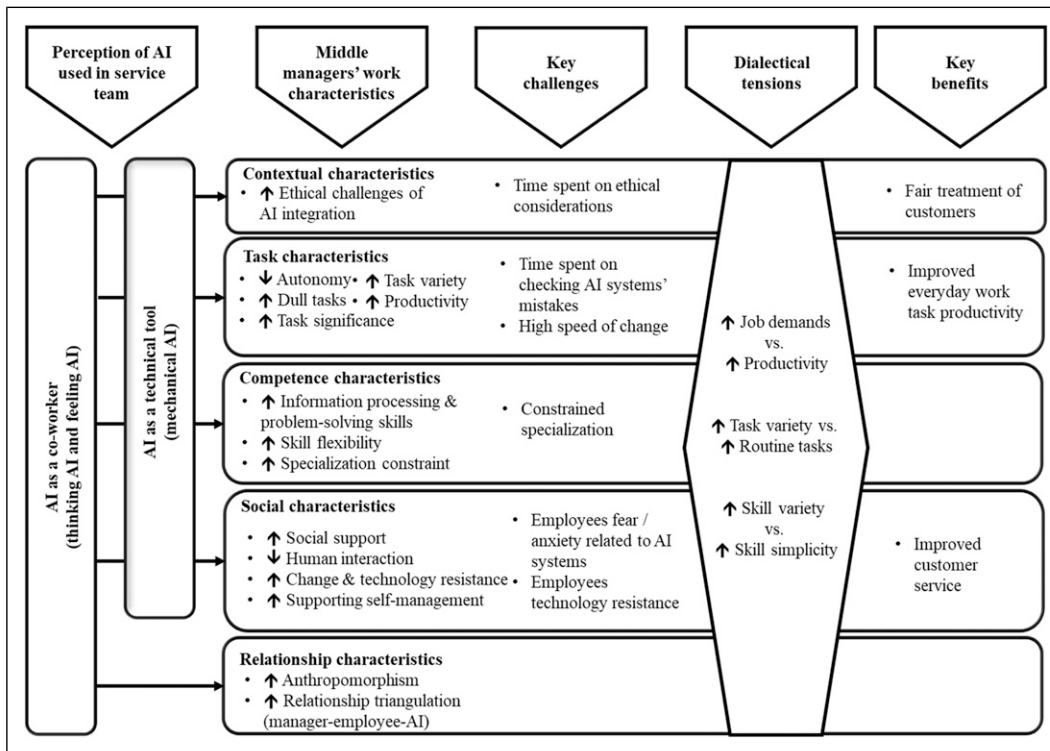 Perception of AI
used in service
team
Middle
managers' work
characteristics
Key
challenges
Dialectical
tensions
Key
benefits
AI as a co-worker
(thinking AI and feeling AI)
AI as a technical tool
(mechanical AI)
Contextual characteristics
• ↑ Ethical challenges of
AI integration
• Time spent on ethical
considerations
• Fair treatment of
customers
Task characteristics
• ↓ Autonomy • ↑ Task variety
• ↑ Dull tasks • ↑ Productivity
• ↑ Task significance
• Time spent on
checking AI systems'
mistakes
• High speed of change
• Improved
everyday work
task productivity
Competence characteristics
• ↑ Information processing &
problem-solving skills
• ↑ Skill flexibility
• ↑ Specialization constraint
• Constrained
specialization
Social characteristics
• ↑ Social support
• ↓ Human interaction
• ↑ Change & technology resistance
• ↑ Supporting self-management
• Employees fear /
anxiety related to AI
systems
• Employees
technology resistance
• Improved
customer
service
Relationship characteristics
• ↑ Anthropomorphism
• ↑ Relationship triangulation
(manager-employee-AI)
↑ Job demands
vs.
↑ Productivity
↑ Task variety vs.
↑ Routine tasks
↑ Skill variety
vs.
↑ Skill simplicity